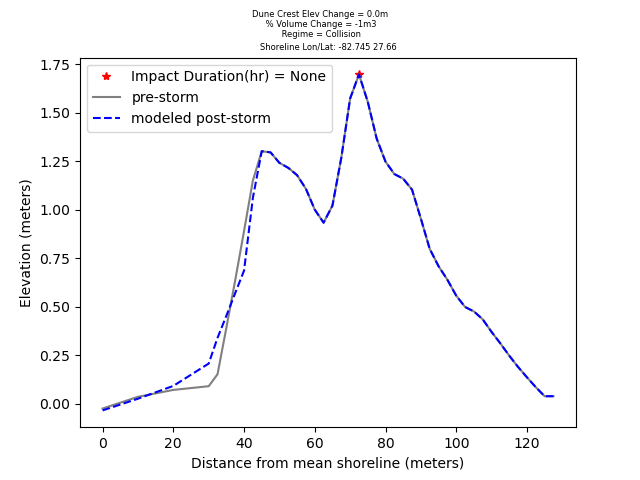 Dune Crest Elev Change = 0.0m
% Volume Change = -1m3
Regime = Collision
Shoreline Lon/Lat: -82.745 27.66
Impact Duration(hr) = None
pre-storm
modeled post-storm
1.75
1.50
1.25
1.00
0.75
0.50
0.25
0.00
Elevation (meters)
0 20 40 60 80 100 120
Distance from mean shoreline (meters)